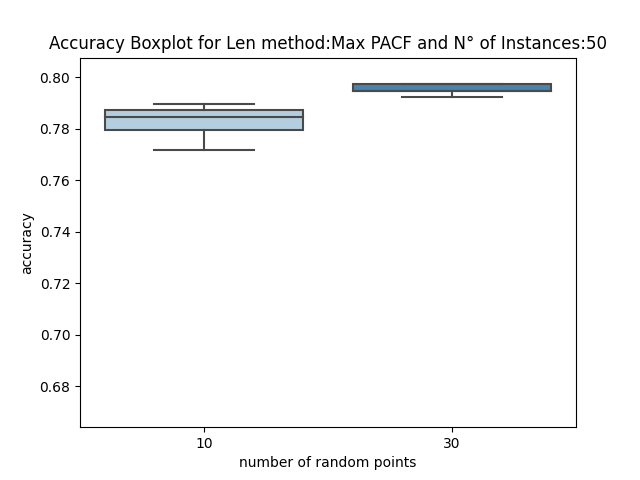 Accuracy Boxplot for Len method:Max PACF and N° of Instances:50
0.80
0.78
0.76
0.74
0.72
0.70
0.68
accuracy
10 30
number of random points